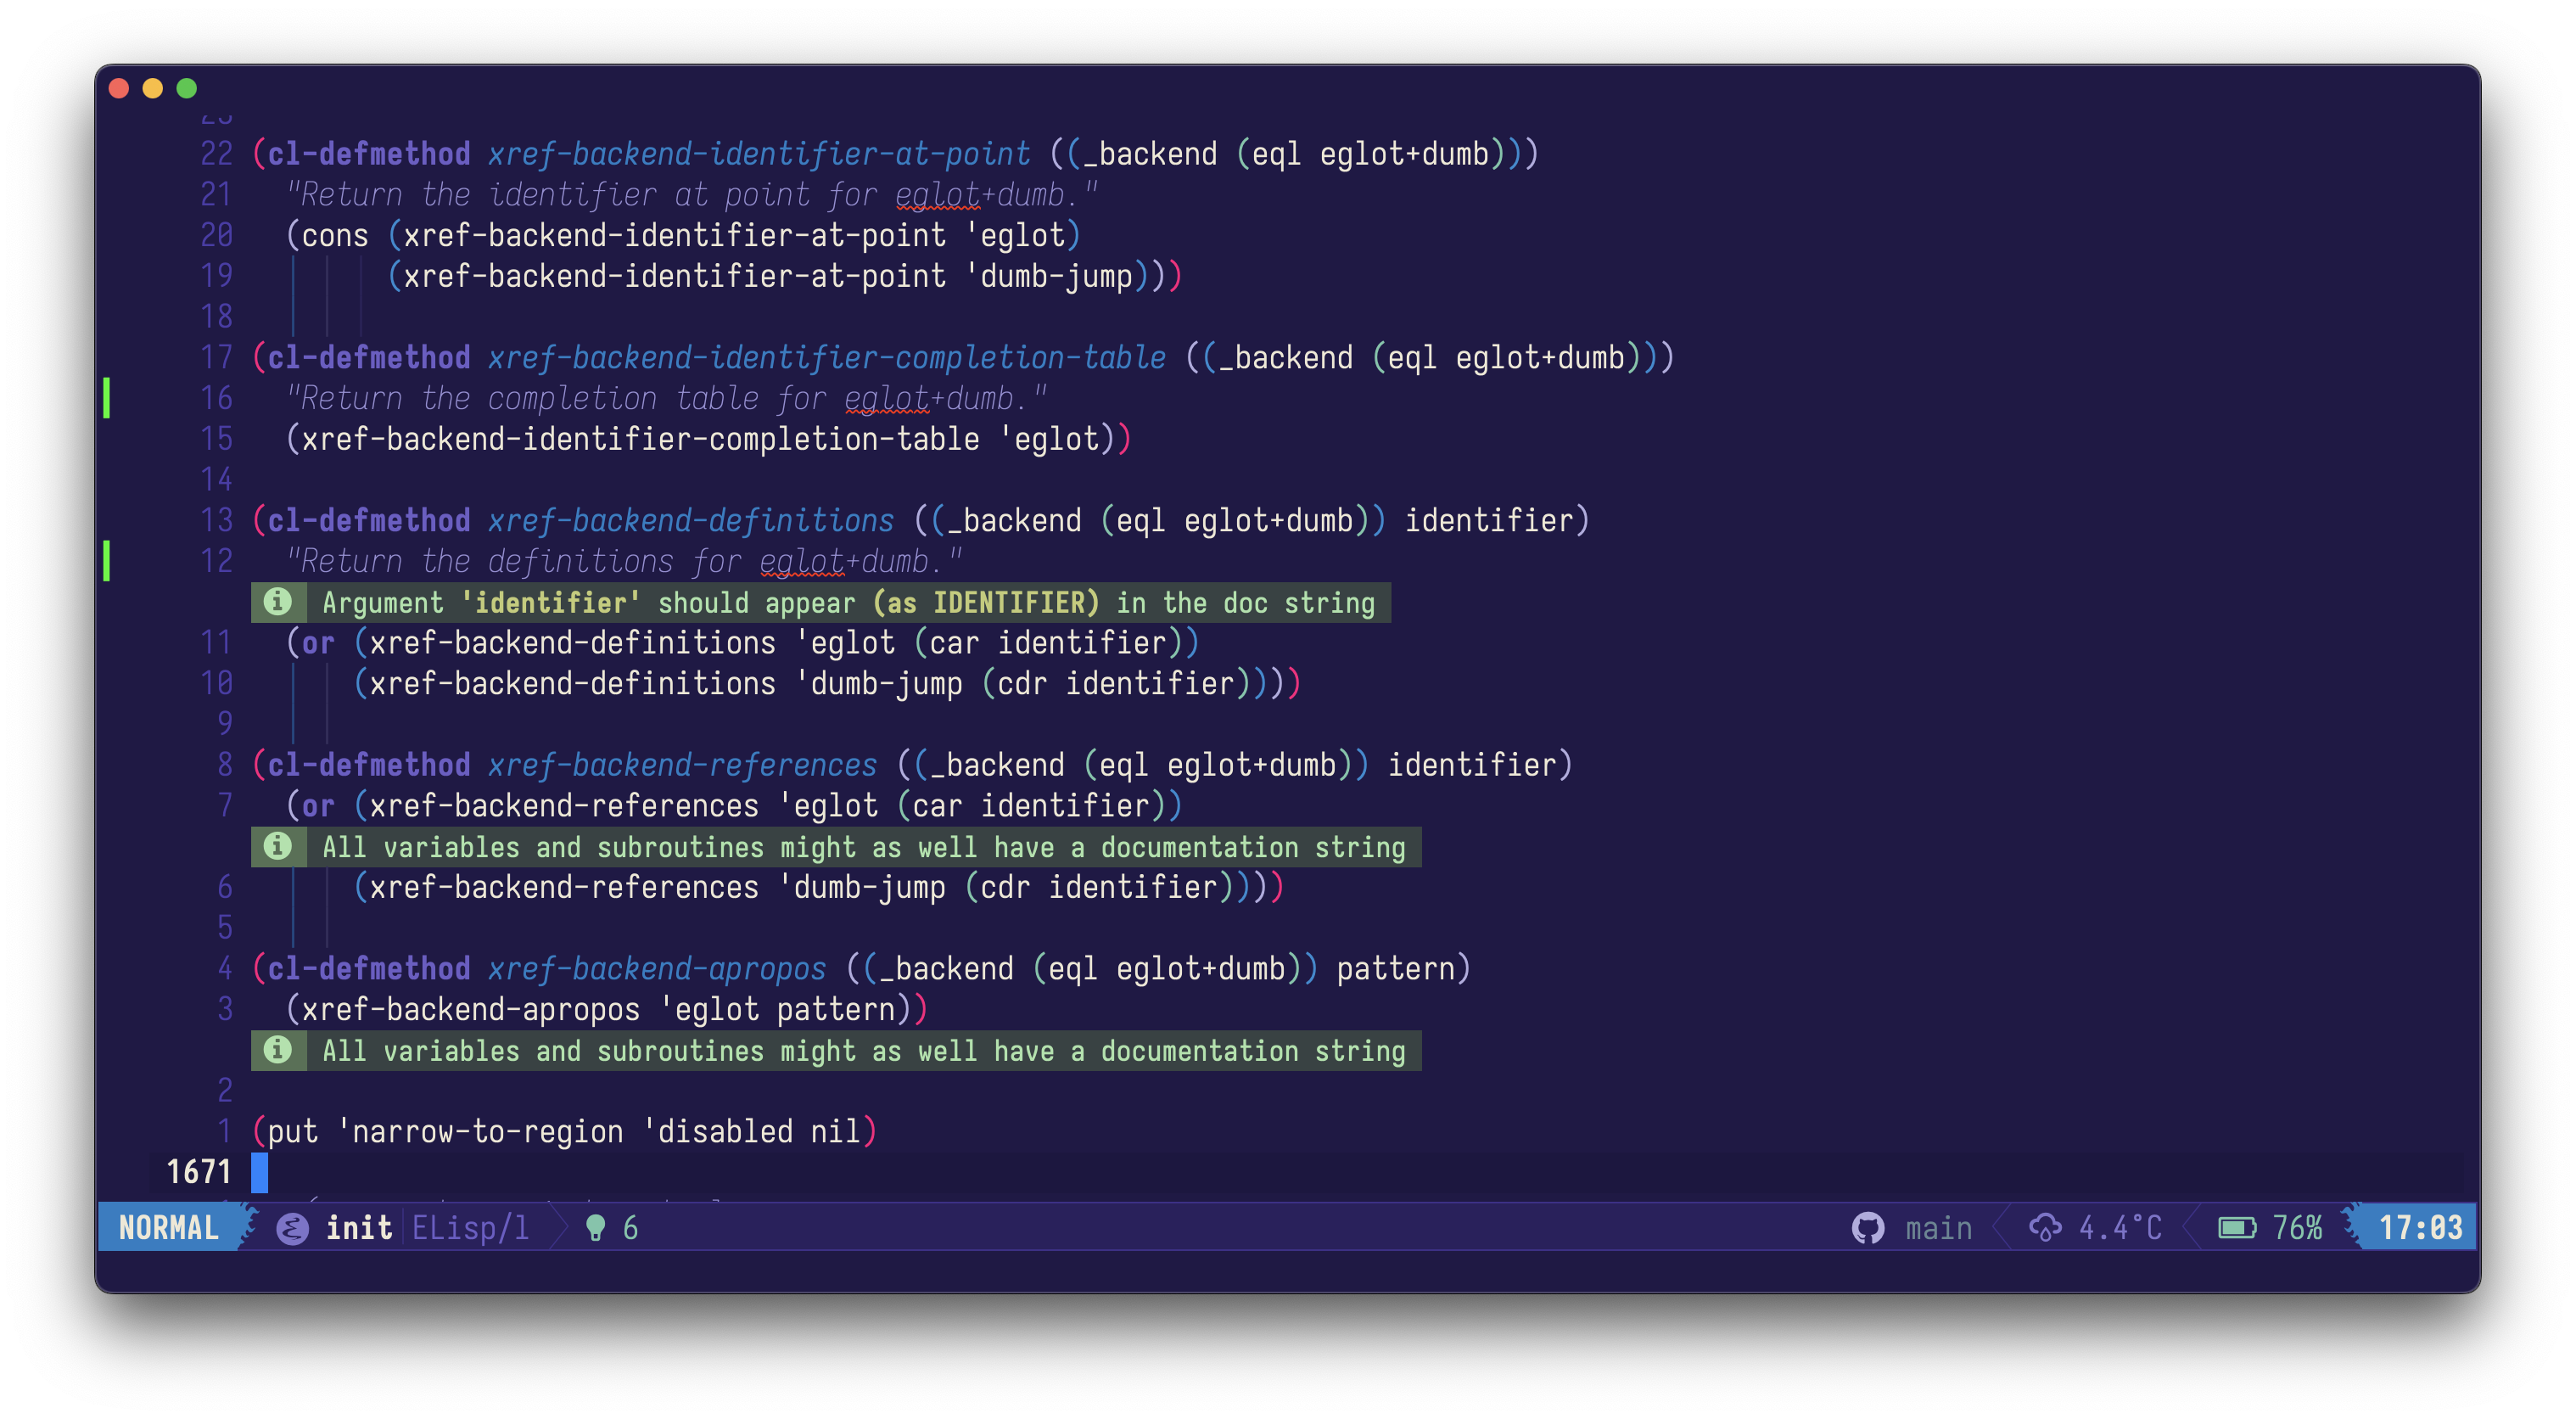 22 (cl-defmethod xref-backend-identifier-at-point ((_backend (eql eglot+dumb)))
21   "Return the identifier at point for eglot+dumb."
20   (cons (xref-backend-identifier-at-point 'eglot)
19         (xref-backend-identifier-at-point 'dumb-jump)))
18
17 (cl-defmethod xref-backend-identifier-completion-table ((_backend (eql eglot+dumb)))
16   "Return the completion table for eglot+dumb."
15   (xref-backend-identifier-completion-table 'eglot))
14
13 (cl-defmethod xref-backend-definitions ((_backend (eql eglot+dumb)) identifier)
12   "Return the definitions for eglot+dumb."
Argument 'identifier' should appear (as IDENTIFIER) in the doc string
11   (or (xref-backend-definitions 'eglot (car identifier))
10       (xref-backend-definitions 'dumb-jump (cdr identifier))))
9
8 (cl-defmethod xref-backend-references ((_backend (eql eglot+dumb)) identifier)
7   (or (xref-backend-references 'eglot (car identifier))
All variables and subroutines might as well have a documentation string
6       (xref-backend-references 'dumb-jump (cdr identifier))))
5
4 (cl-defmethod xref-backend-apropos ((_backend (eql eglot+dumb)) pattern)
3   (xref-backend-apropos 'eglot pattern))
All variables and subroutines might as well have a documentation string
2
1 (put 'narrow-to-region 'disabled nil)
1671
NORMAL init ELisp/l 6 main 4.4°C 76% 17:03